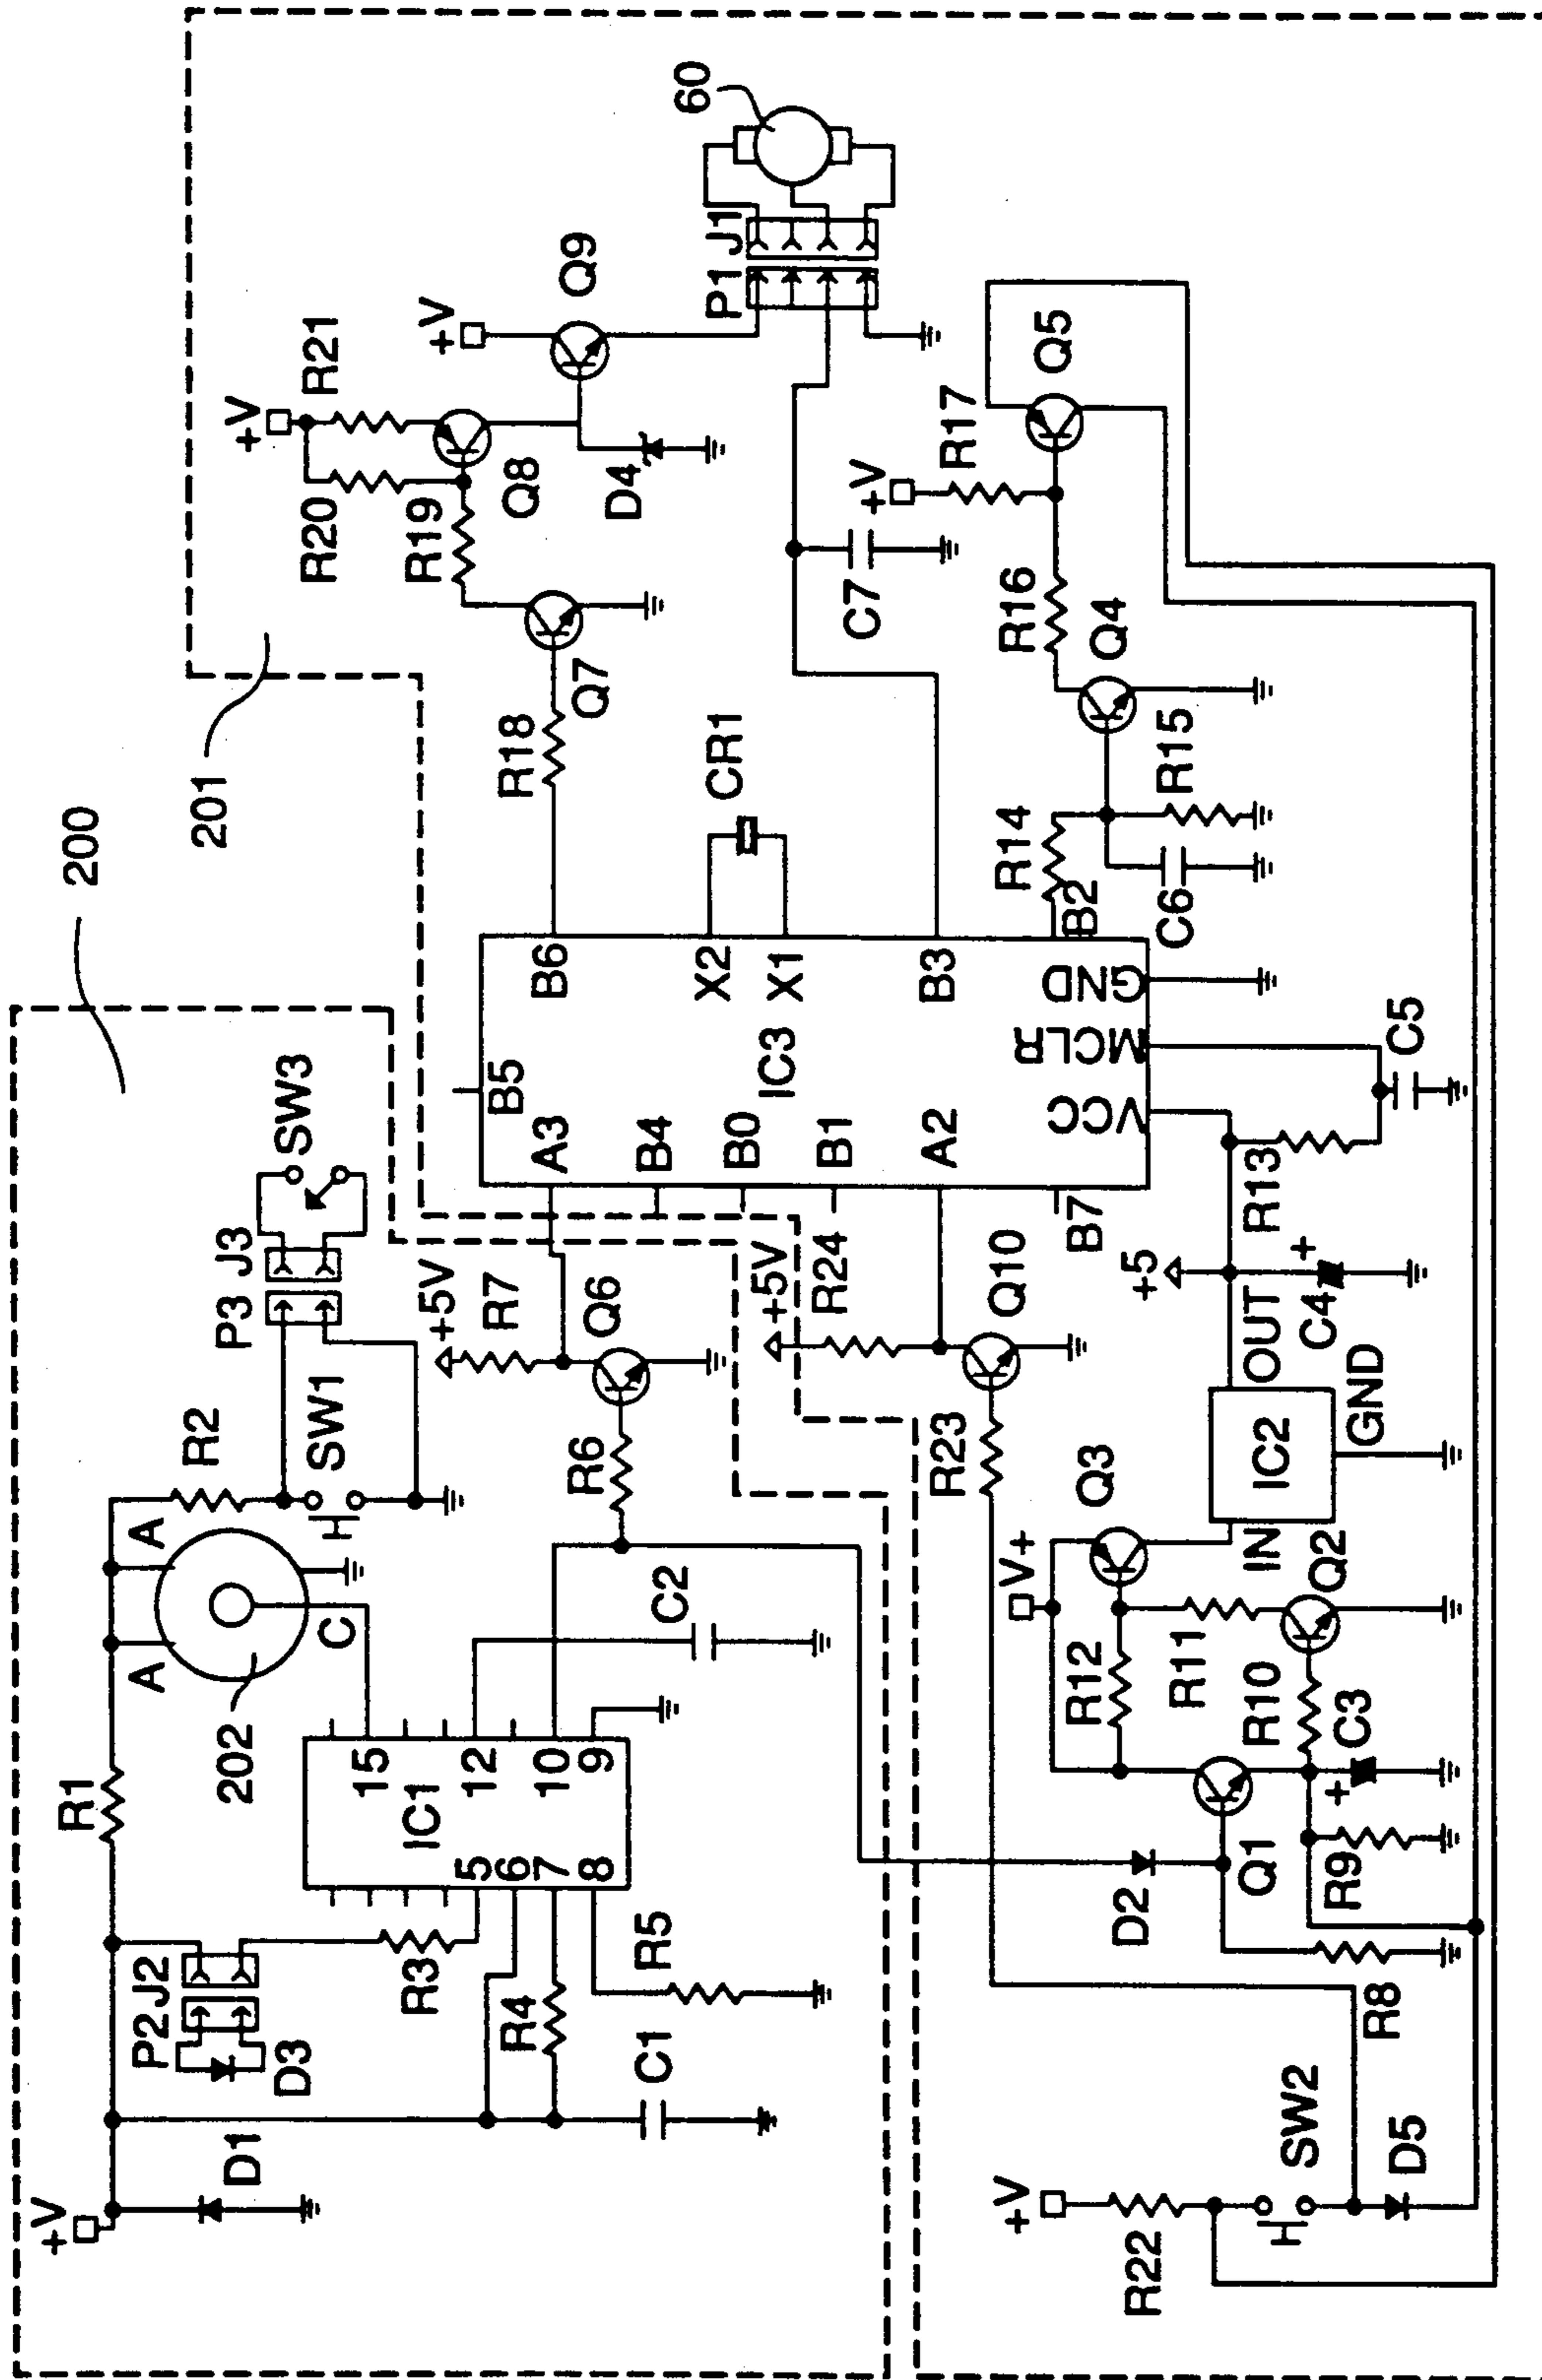 200
201
+V
D1
P2 J2
D3
R1
A
A
202
C
R2
SW1
P3 J3
SW3
R3
R4
R5
C1
IC1
5
6
7
8
15
12
10
9
C2
R6
Q6
R7
+5V
+5V
R24
Q10
R23
B5
A3
B4
B0
B1
A2
B7
IC3
B6
X2
X1
B3
B2
GND
MCLR
VCC
R18
Q7
R19
R20
R21
+V
Q8
D4
+V
Q9
P1 J1
60
CR1
C7
+V
R17
Q5
R16
Q4
R14
R15
C6
C5
R13
+5
C4
+
OUT
IC2
IN
GND
V+
Q3
R12
R11
Q2
R10
C3
+
Q1
R9
D2
R8
+V
R22
SW2
D5